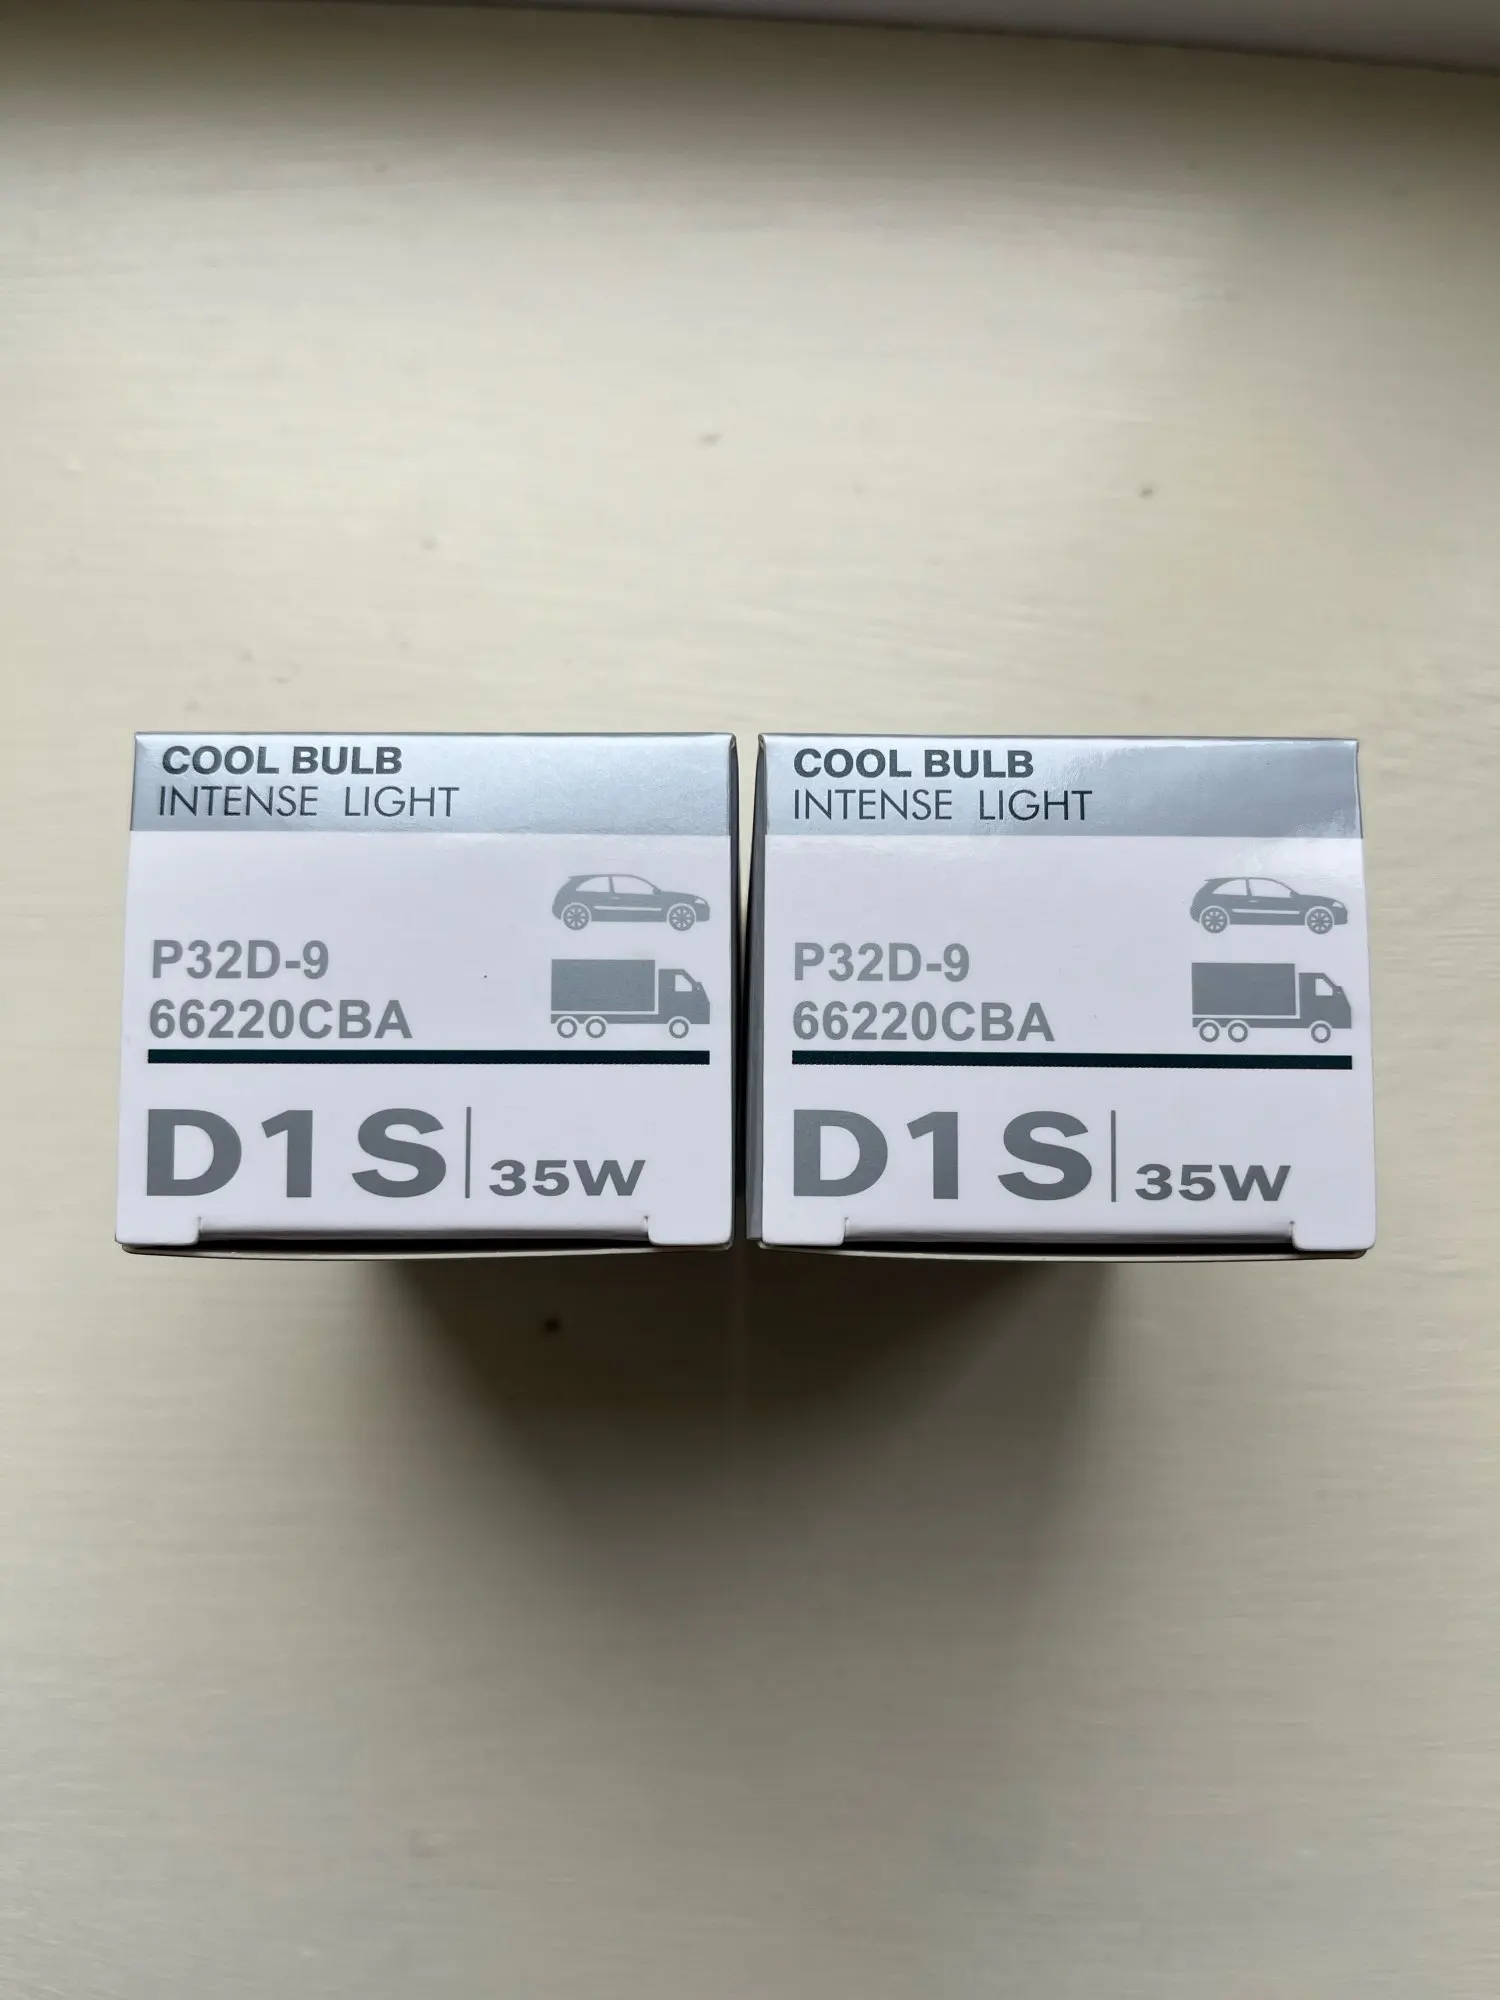 COOL BULB
INTENSE LIGHT
P32D-9
66220CBA
D1S 35W
COOL BULB
INTENSE LIGHT
P32D-9
66220CBA
D1S 35W